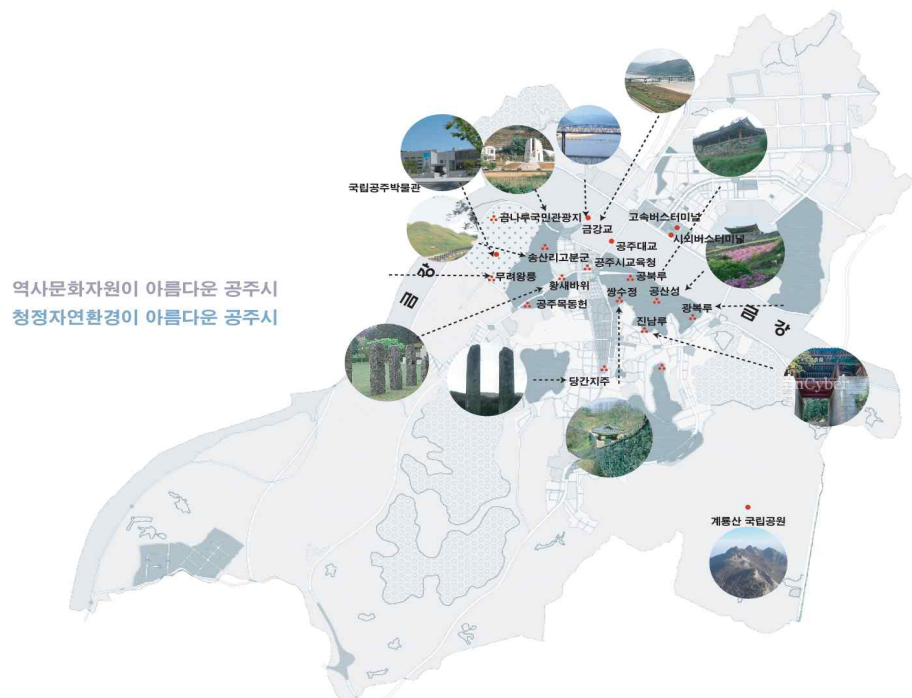 국립공주박물관
곰나루국민관광지
금강교
고속버스터미널
시외버스터미널
공주대교
송산리고분군
공주시교육청
무려왕릉
황새바위
공북루
쌍수정
공산성
광복루
공주목동헌
진남루
금강
금강
역사문화자원이 아름다운 공주시
청정자연환경이 아름다운 공주시
당간지주
계룡산 국립공원